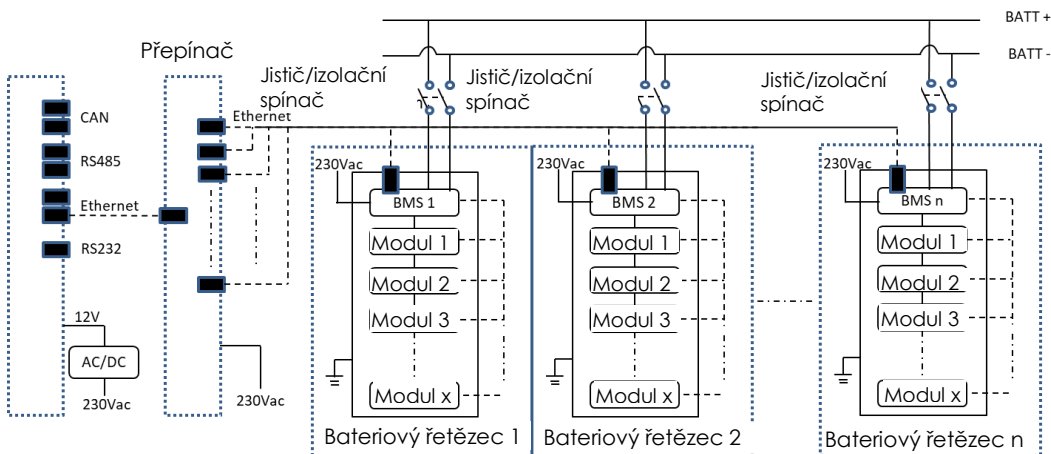 BATT +
BATT -
Přepínač
Jistič/izolační
spínač
Jistič/izolační
spínač
Jistič/izolační
spínač
CAN
RS485
Ethernet
RS232
12V
AC/DC
230Vac
Ethernet
230Vac
230Vac
BMS 1
Modul 1
Modul 2
Modul 3
Modul x
Bateriový řetězec 1
230Vac
BMS 2
Modul 1
Modul 2
Modul 3
Modul x
Bateriový řetězec 2
230Vac
BMS n
Modul 1
Modul 2
Modul 3
Modul x
Bateriový řetězec n